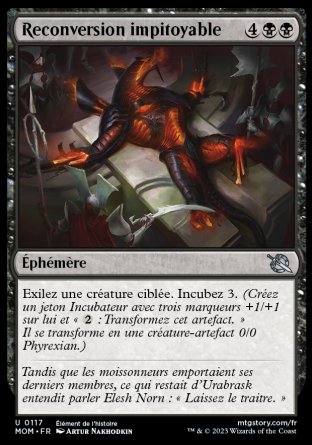 Reconversion impitoyable 4
Éphémère
Exilez une créature ciblée. Incubez 3. (Créez
un jeton Incubateur avec trois marqueurs +1/+1
sur lui et « 2 : Transformez cet artefact. »
Il se transforme en une créature-artefact 0/0
Phyrexian.)
Tandis que les moissonneurs emportaient ses
derniers membres, ce qui restait d'Urabrask
entendit parler Elesh Norn : « Laissez le traitre. »
U 0117 Élément de l'histoire mtgstory.com/fr
MOM • FR Artur Nakhodkin ™ & © 2023 Wizards of the Coast